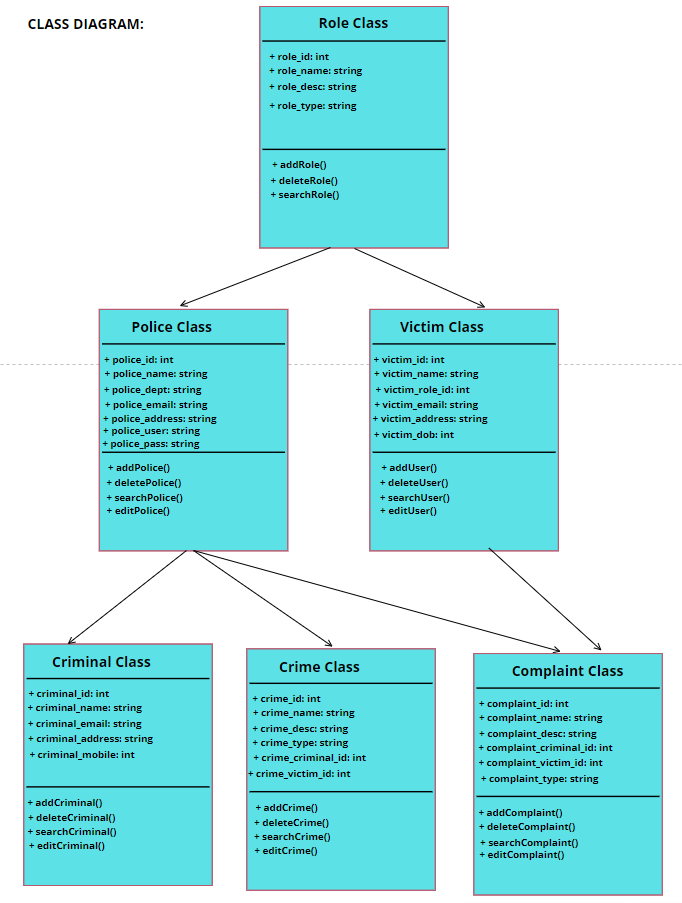 CLASS DIAGRAM:
Role Class
+ role_id: int
+ role_name: string
+ role_desc: string
+ role_type: string
+ addRole()
+ deleteRole()
+ searchRole()
Police Class
+ police_id: int
+ police_name: string
+ police_dept: string
+ police_email: string
+ police_address: string
+ police_user: string
+ police_pass: string
+ addPolice()
+ deletePolice()
+ searchPolice()
+ editPolice()
Victim Class
+ victim_id: int
+ victim_name: string
+ victim_role_id: int
+ victim_email: string
+ victim_address: string
+ victim_dob: int
+ addUser()
+ deleteUser()
+ searchUser()
+ editUser()
Criminal Class
+ criminal_id: int
+ criminal_name: string
+ criminal_email: string
+ criminal_address: string
+ criminal_mobile: int
+ addCriminal()
+ deleteCriminal()
+ searchCriminal()
+ editCriminal()
Crime Class
+ crime_id: int
+ crime_name: string
+ crime_desc: string
+ crime_type: string
+ crime_criminal_id: int
+ crime_victim_id: int
+ addCrime()
+ deleteCrime()
+ searchCrime()
+ editCrime()
Complaint Class
+ complaint_id: int
+ complaint_name: string
+ complaint_desc: string
+ complaint_criminal_id: int
+ complaint_victim_id: int
+ complaint_type: string
+ addComplaint()
+ deleteComplaint()
+ searchComplaint()
+ editComplaint()